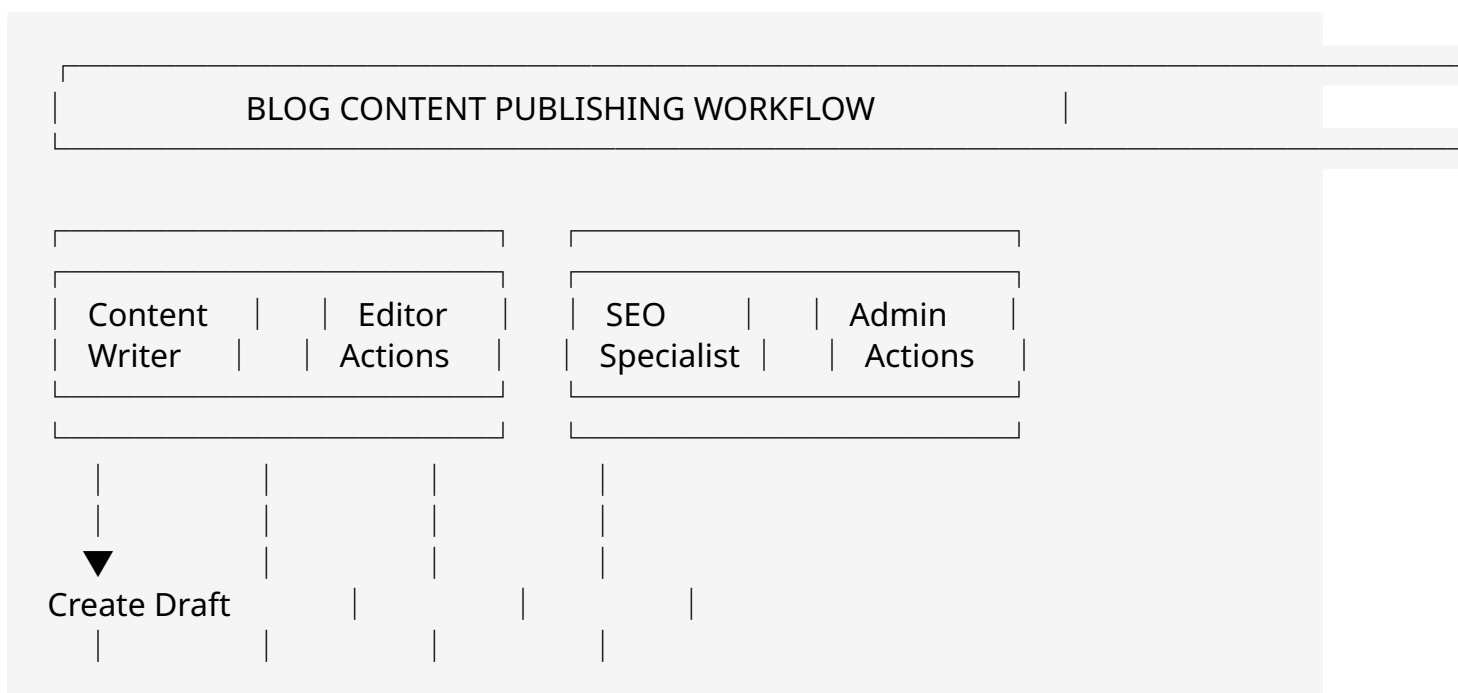 BLOG CONTENT PUBLISHING WORKFLOW
Content Editor SEO Admin
Writer Actions Specialist Actions
Create Draft